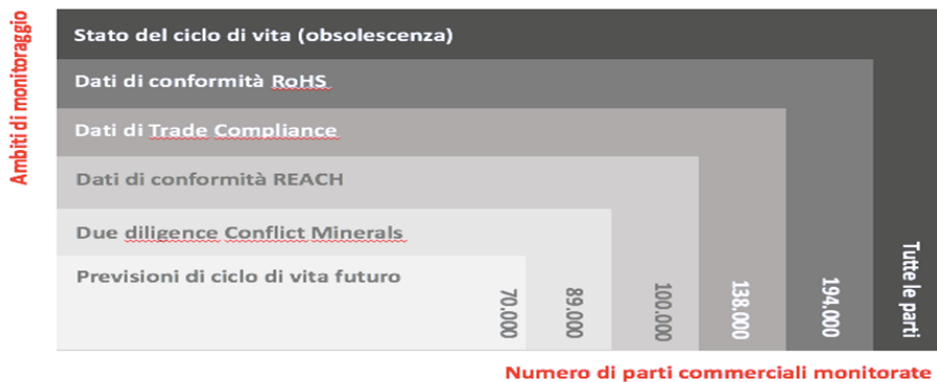 Ambiti di monitoraggio
Stato del ciclo di vita (obsolescenza)
Dati di conformità RoHS
Dati di Trade Compliance
Dati di conformità REACH
Due diligence Conflict Minerals
Previsioni di ciclo di vita futuro
70.000
89.000
100.000
138.000
194.000
Tutte le parti
Numero di parti commerciali monitorate